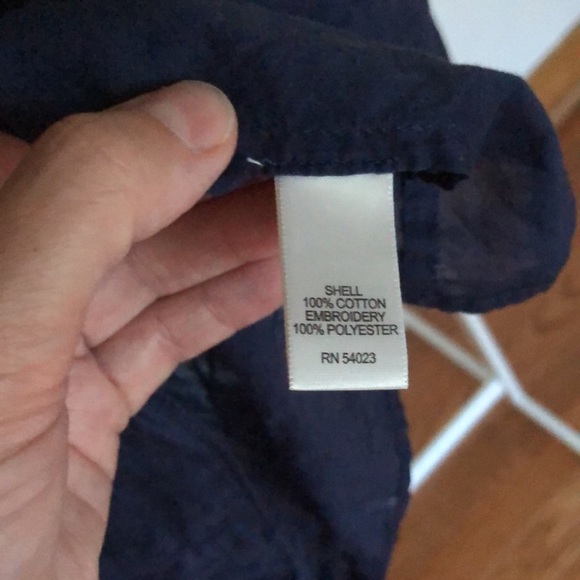 SHELL
100% COTTON
EMBROIDERY
100% POLYESTER
RN 54023